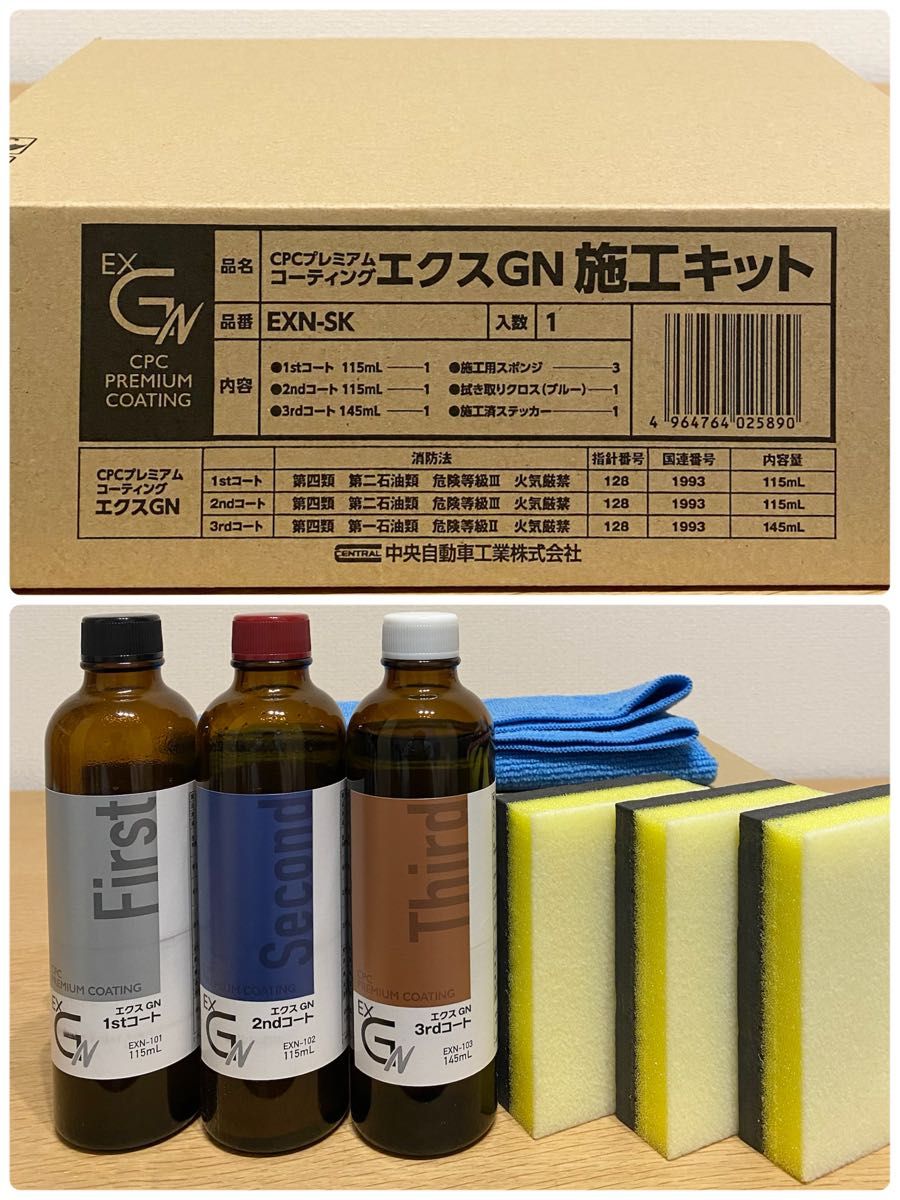 EX
GN
CPC
PREMIUM
COATING
品名
CPCプレミアム
コーティング エクスGN 施工キット
品番 EXN-SK 入数 1
内容
●1stコート 115mL 1 ●施工用スポンジ 3
●2ndコート 115mL 1 ●拭き取りクロス(ブルー) 1
●3rdコート 145mL 1 ●施工済ステッカー 1
4 964764 025890
CPCプレミアム
コーティング
エクスGN
消防法 指針番号 国連番号 内容量
1stコート 第四類 第二石油類 危険等級Ⅲ 火気厳禁 128 1993 115mL
2ndコート 第四類 第二石油類 危険等級Ⅲ 火気厳禁 128 1993 115mL
3rdコート 第四類 第一石油類 危険等級Ⅱ 火気厳禁 128 1993 145mL
CENTRAL 中央自動車工業株式会社
First
CPC
PREMIUM COATING
EX
GN
エクス GN
1stコート
EXN-101
115mL
Second
PREMIUM COATING
EX
GN
エクス GN
2ndコート
EXN-102
115mL
Third
CPC
PREMIUM COATING
EX
GN
エクス GN
3rdコート
EXN-103
145mL